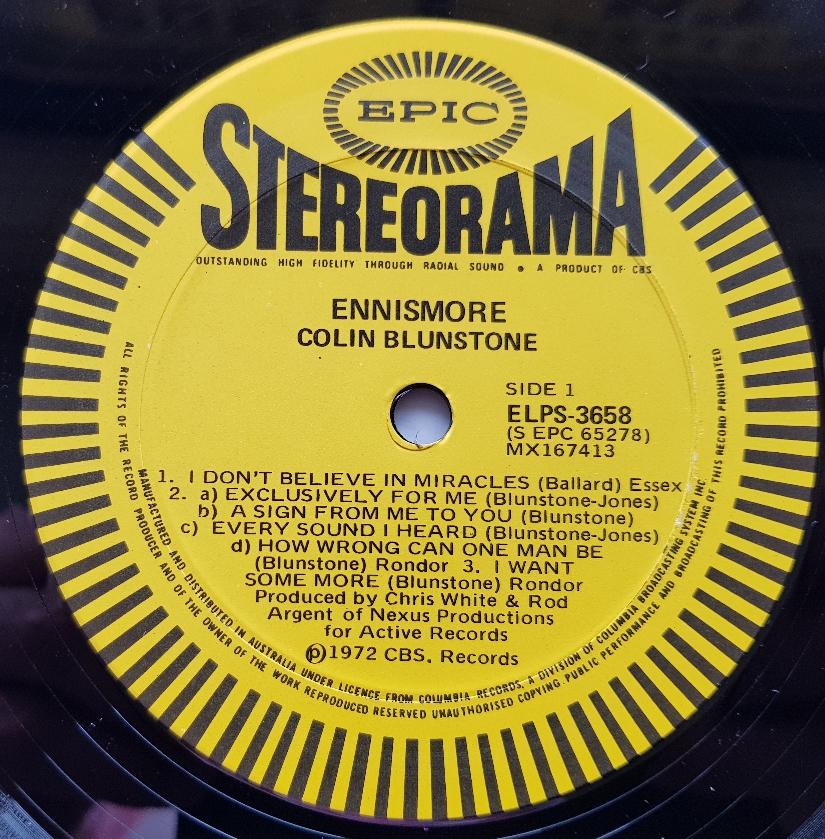 EPIC
STEREORAMA
OUTSTANDING HIGH FIDELITY THROUGH RADIAL SOUND • A PRODUCT OF CBS
ENNISMORE
COLIN BLUNSTONE
SIDE 1
ELPS-3658
(S EPC 65278)
MX167413
1. I DON'T BELIEVE IN MIRACLES (Ballard) Essex
2. a) EXCLUSIVELY FOR ME (Blunstone-Jones)
b) A SIGN FROM ME TO YOU (Blunstone)
c) EVERY SOUND I HEARD (Blunstone-Jones)
d) HOW WRONG CAN ONE MAN BE
(Blunstone) Rondor 3. I WANT
SOME MORE (Blunstone) Rondor
Produced by Chris White & Rod
Argent of Nexus Productions
for Active Records
Ⓟ1972 CBS. Records
MANUFACTURED AND DISTRIBUTED IN AUSTRALIA UNDER LICENCE FROM COLUMBIA RECORDS, A DIVISION OF COLUMBIA BROADCASTING SYSTEM INC
ALL RIGHTS OF THE RECORD PRODUCER AND OF THE OWNER OF THE WORK REPRODUCED RESERVED UNAUTHORISED COPYING PUBLIC PERFORMANCE AND BROADCASTING OF THIS RECORD PROHIBITED